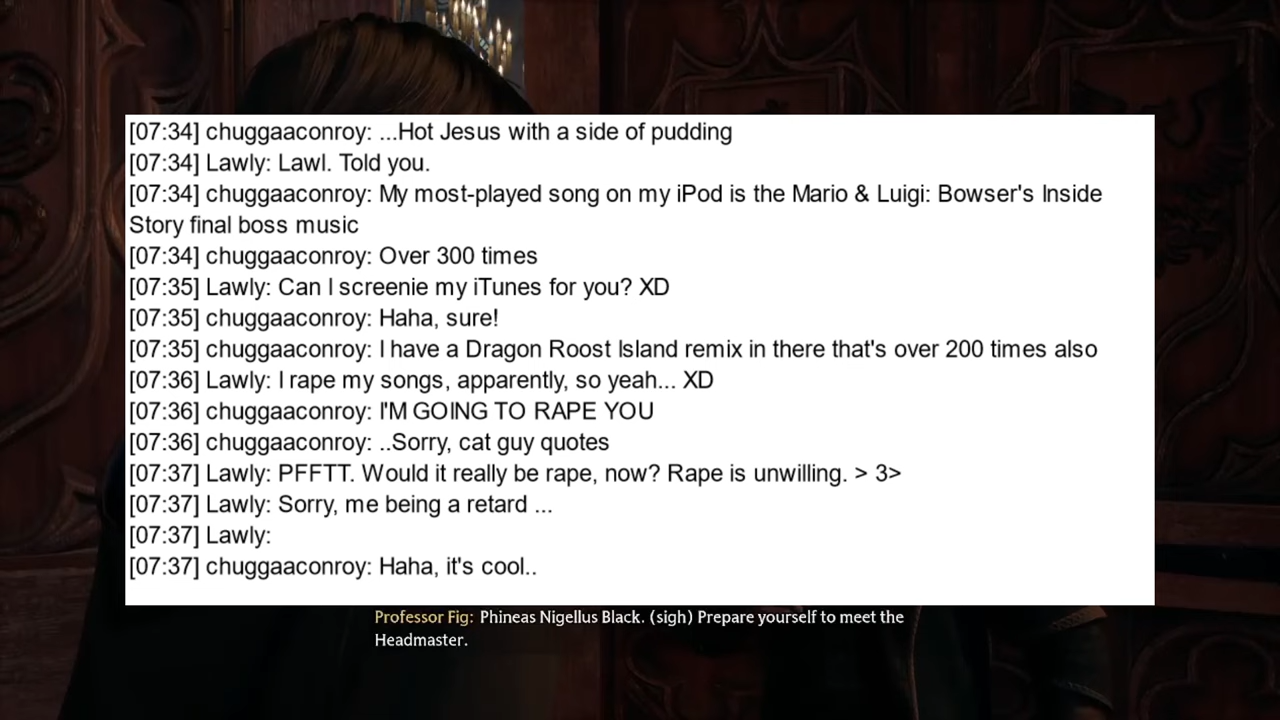 [07:34] chuggaaconroy: ...Hot Jesus with a side of pudding
[07:34] Lawly: Lawl. Told you.
[07:34] chuggaaconroy: My most-played song on my iPod is the Mario & Luigi: Bowser's Inside
Story final boss music
[07:34] chuggaaconroy: Over 300 times
[07:35] Lawly: Can I screenie my iTunes for you? XD
[07:35] chuggaaconroy: Haha, sure!
[07:35] chuggaaconroy: I have a Dragon Roost Island remix in there that's over 200 times also
[07:36] Lawly: I rape my songs, apparently, so yeah... XD
[07:36] chuggaaconroy: I'M GOING TO RAPE YOU
[07:36] chuggaaconroy: ..Sorry, cat guy quotes
[07:37] Lawly: PFFTT. Would it really be rape, now? Rape is unwilling. > 3>
[07:37] Lawly: Sorry, me being a retard ...
[07:37] Lawly:
[07:37] chuggaaconroy: Haha, it's cool..
Professor Fig: Phineas Nigellus Black. (sigh) Prepare yourself to meet the
Headmaster.